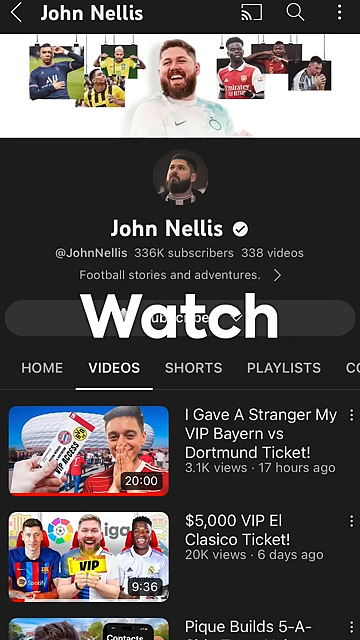 John Nellis
John Nellis
@JohnNellis 336K subscribers 338 videos
Football stories and adventures.
Watch
HOME VIDEOS SHORTS PLAYLISTS
I Gave A Stranger My
VIP Bayern vs
Dortmund Ticket!
3.1K views · 17 hours ago
VIP ACCESS
20:00
$5,000 VIP El
Clasico Ticket!
20K views · 6 days ago
VIP
Spotify
9:36
Pique Builds 5-A-
Contacts